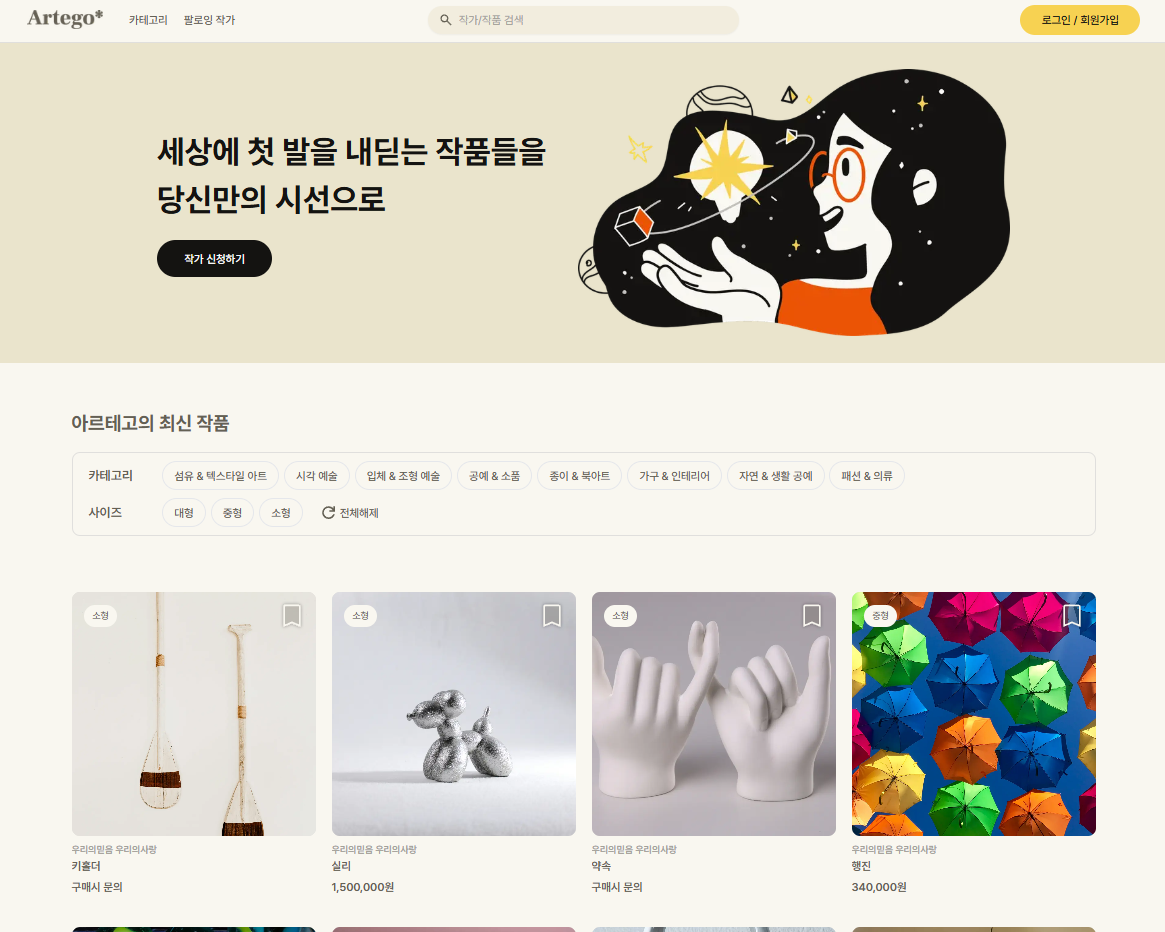 Artego*
카테고리
팔로잉 작가
작가/작품 검색
로그인 / 회원가입
세상에 첫 발을 내딛는 작품들을
당신만의 시선으로
작가 신청하기
아르테고의 최신 작품
카테고리
섬유 & 텍스타일 아트
시각 예술
입체 & 조형 예술
공예 & 소품
종이 & 북아트
가구 & 인테리어
자연 & 생활 공예
패션 & 의류
사이즈
대형
중형
소형
전체해제
소형
소형
소형
중형
우리의믿음 우리의사랑
키홀더
구매시 문의
우리의믿음 우리의사랑
실리
1,500,000원
우리의믿음 우리의사랑
약속
구매시 문의
우리의믿음 우리의사랑
행진
340,000원